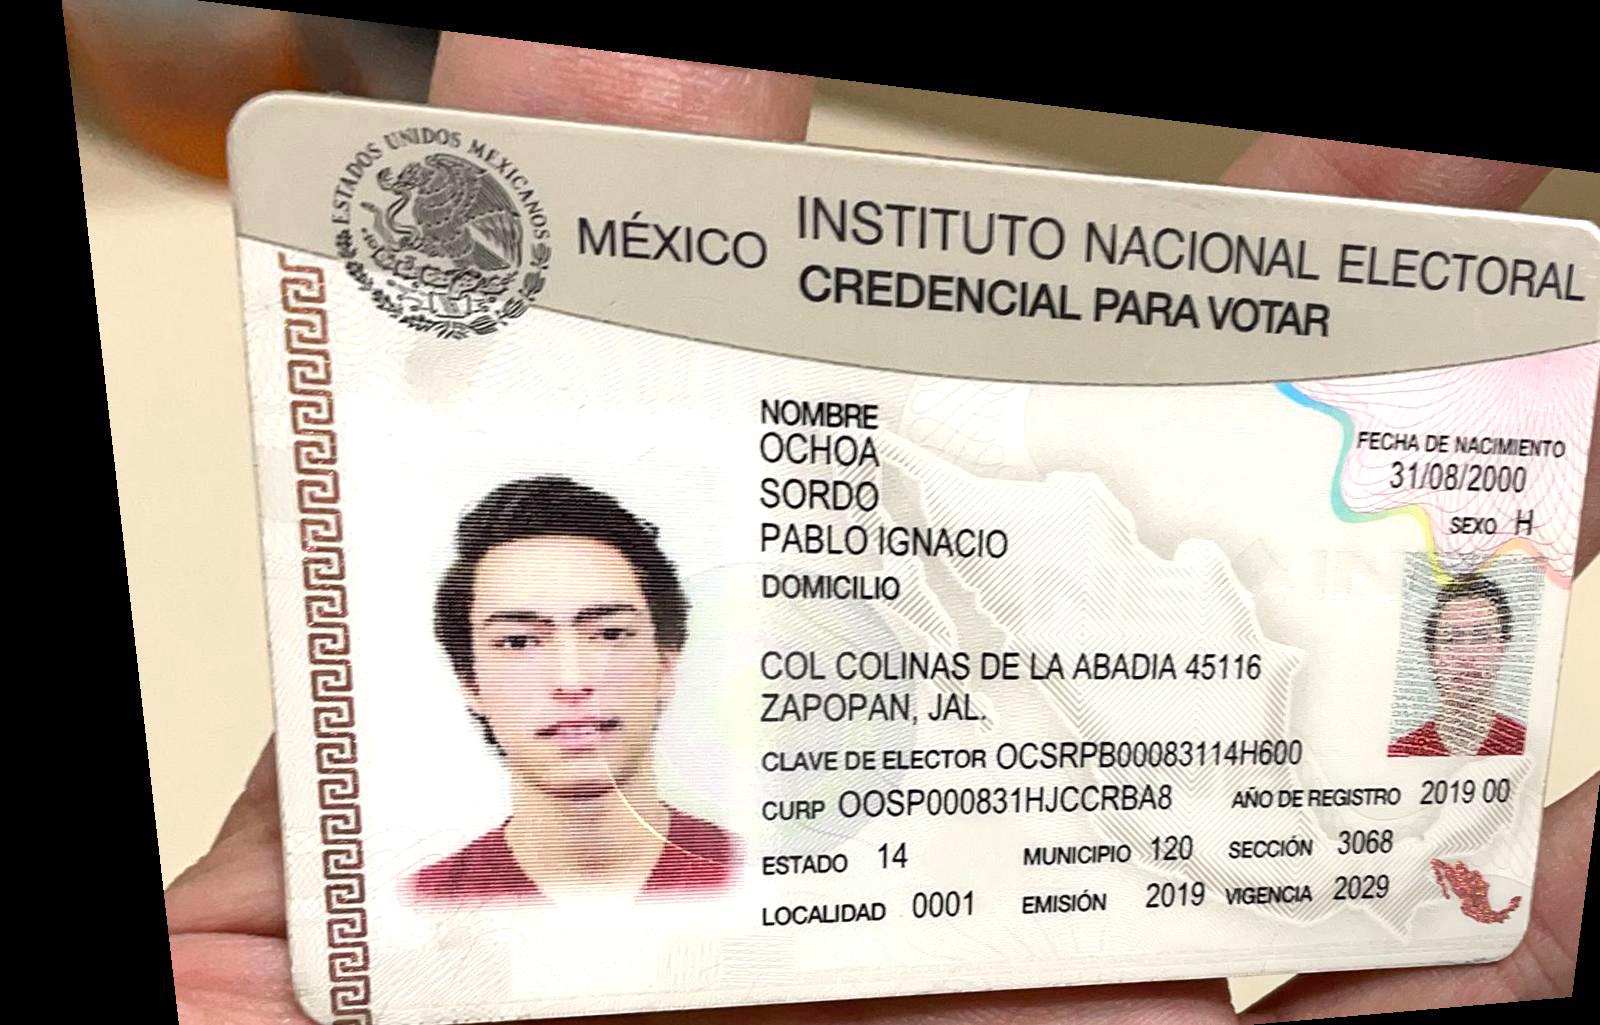 ESTADOS UNIDOS MEXICANOS
MÉXICO
INSTITUTO NACIONAL ELECTORAL
CREDENCIAL PARA VOTAR
NOMBRE
OCHOA
SORDO
PABLO IGNACIO
FECHA DE NACIMIENTO
31/08/2000
SEXO H
DOMICILIO
COL COLINAS DE LA ABADIA 45116
ZAPOPAN, JAL.
CLAVE DE ELECTOR OCSRPB00083114H600
CURP OOSP000831HJCCRBA8 AÑO DE REGISTRO 2019 00
ESTADO 14 MUNICIPIO 120 SECCIÓN 3068
LOCALIDAD 0001 EMISIÓN 2019 VIGENCIA 2029